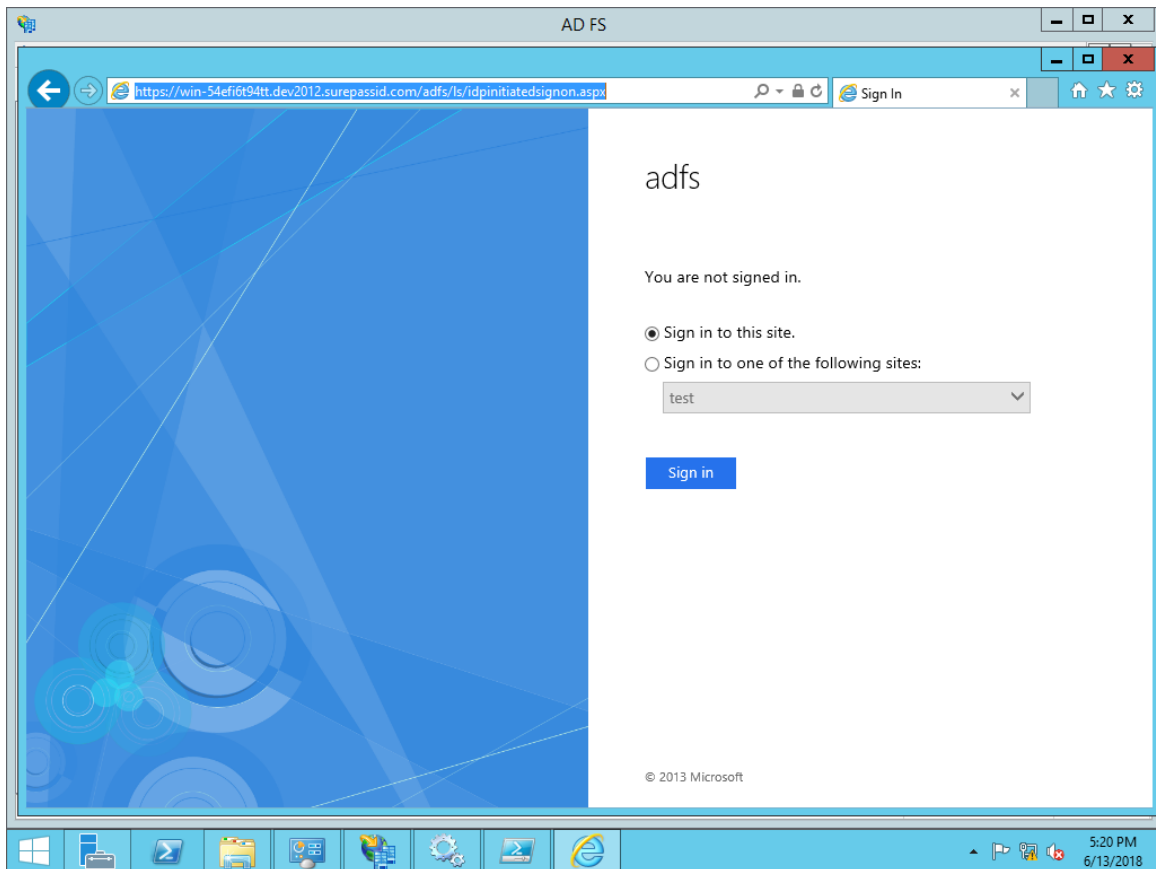 AD FS
https://win-54efi6t94tt.dev2012.surepassid.com/adfs/ls/idpinitiatedsignon.aspx
Sign In
adfs
You are not signed in.
Sign in to this site.
Sign in to one of the following sites:
test
Sign in
© 2013 Microsoft
5:20 PM
6/13/2018